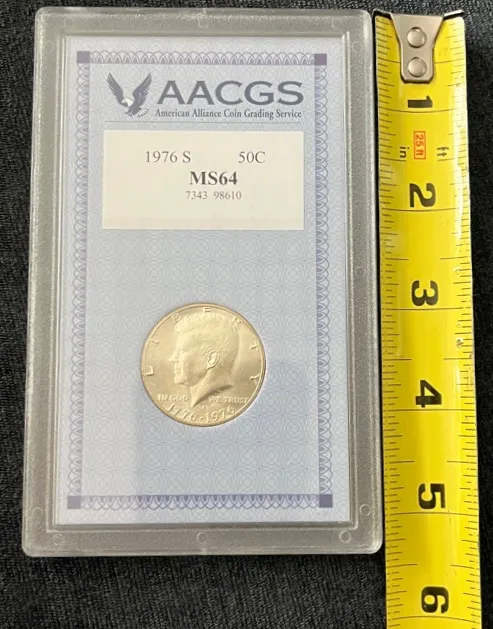 AACGS
American Alliance Coin Grading Service
1976 S 50C
MS64
7343 98610
LIBERTY
IN GOD WE TRUST
1776·1976
1
25 ft
in ft
2
3
4
5
6